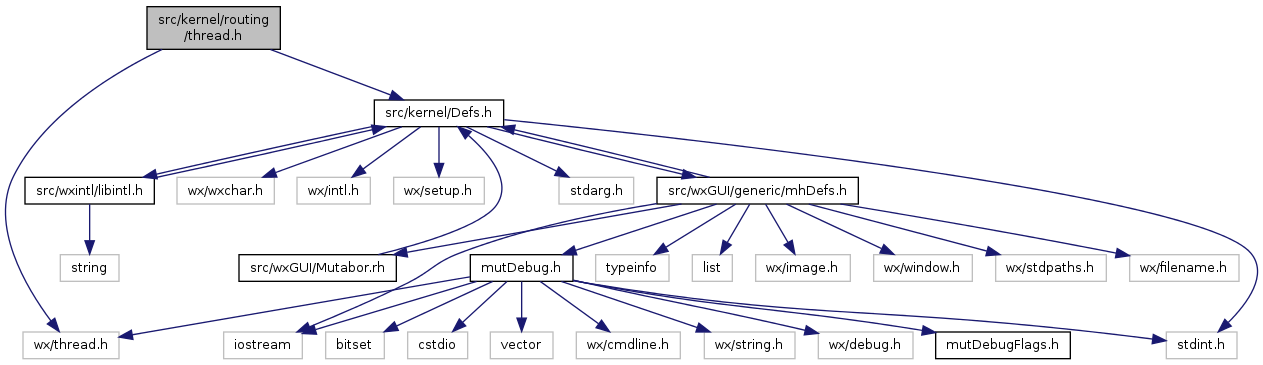 src/kernel/routing
/thread.h
src/kernel/Defs.h
src/wxintl/libintl.h
wx/wxchar.h
wx/intl.h
wx/setup.h
stdarg.h
src/wxGUI/generic/mhDefs.h
string
src/wxGUI/Mutabor.rh
mutDebug.h
typeinfo
list
wx/image.h
wx/window.h
wx/stdpaths.h
wx/filename.h
wx/thread.h
iostream
bitset
cstdio
vector
wx/cmdline.h
wx/string.h
wx/debug.h
mutDebugFlags.h
stdint.h